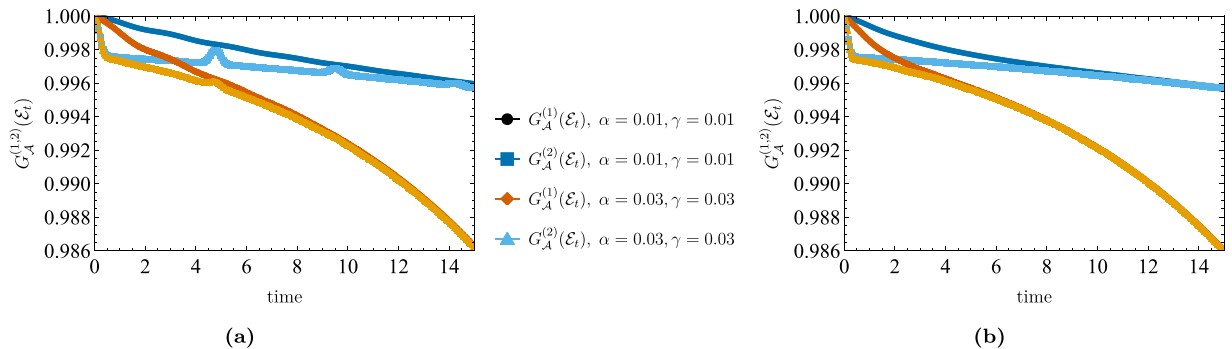 1.000
0.998
0.996
0.994
0.992
0.990
0.988
0.986
0 2 4 6 8 10 12 14
G_𝒜^(1,2)(ℰ_t)
time
(a)
G_𝒜^(1)(ℰ_t), α = 0.01, γ = 0.01
G_𝒜^(2)(ℰ_t), α = 0.01, γ = 0.01
G_𝒜^(1)(ℰ_t), α = 0.03, γ = 0.03
G_𝒜^(2)(ℰ_t), α = 0.03, γ = 0.03
1.000
0.998
0.996
0.994
0.992
0.990
0.988
0.986
0 2 4 6 8 10 12 14
G_𝒜^(1,2)(ℰ_t)
time
(b)